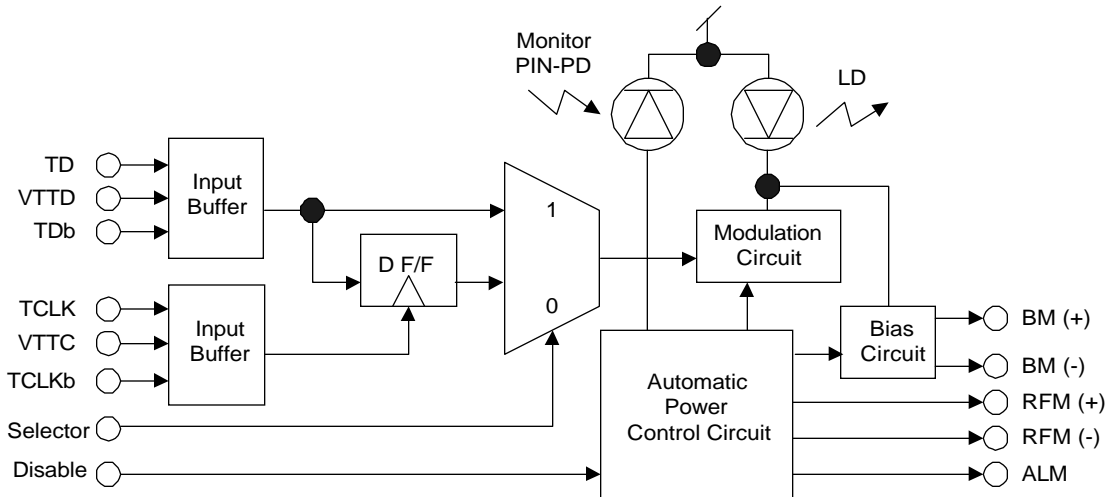 Monitor
PIN-PD
LD
TD
VTTD
TDb
Input
Buffer
1
D F/F
0
Modulation
Circuit
TCLK
VTTC
TCLKb
Input
Buffer
Bias
Circuit
BM (+)
BM (-)
Automatic
Power
Control Circuit
RFM (+)
RFM (-)
ALM
Selector
Disable